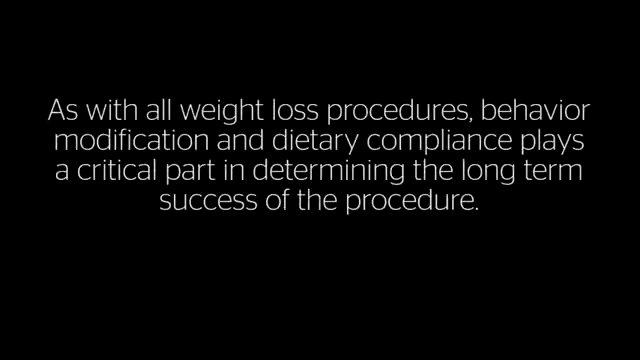 As with all weight loss procedures, behavior
modification and dietary compliance plays
a critical part in determining the long term
success of the procedure.